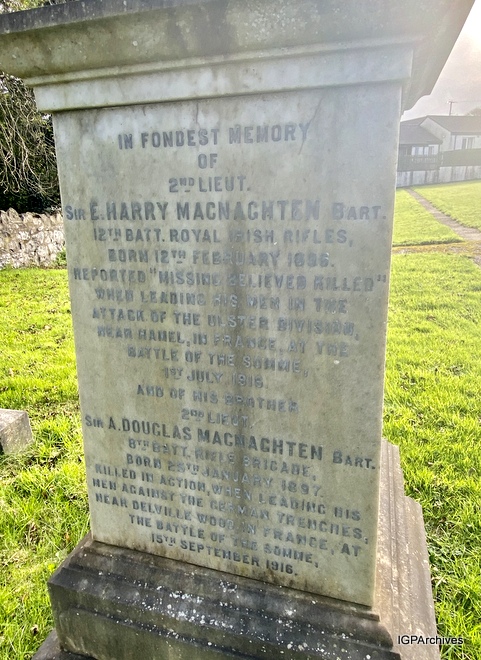 IN FONDEST MEMORY
OF
2ND LIEUT.
SIR E. HARRY MACNAGHTEN BART.
12TH BATT. ROYAL IRISH RIFLES,
BORN 12TH FEBRUARY 1896.
REPORTED "MISSING BELIEVED KILLED"
WHEN LEADING HIS MEN IN THE
ATTACK OF THE ULSTER DIVISION,
NEAR HAMEL, IN FRANCE, AT THE
BATTLE OF THE SOMME,
1ST JULY 1916.
AND OF HIS BROTHER
2ND LIEUT.
SIR A. DOUGLAS MACNAGHTEN BART.
8TH BATT. RIFLE BRIGADE,
BORN 25TH JANUARY 1897.
KILLED IN ACTION, WHEN LEADING HIS
MEN AGAINST THE GERMAN TRENCHES,
NEAR DELVILLE WOOD, IN FRANCE, AT
THE BATTLE OF THE SOMME,
15TH SEPTEMBER 1916.
IGPArchives